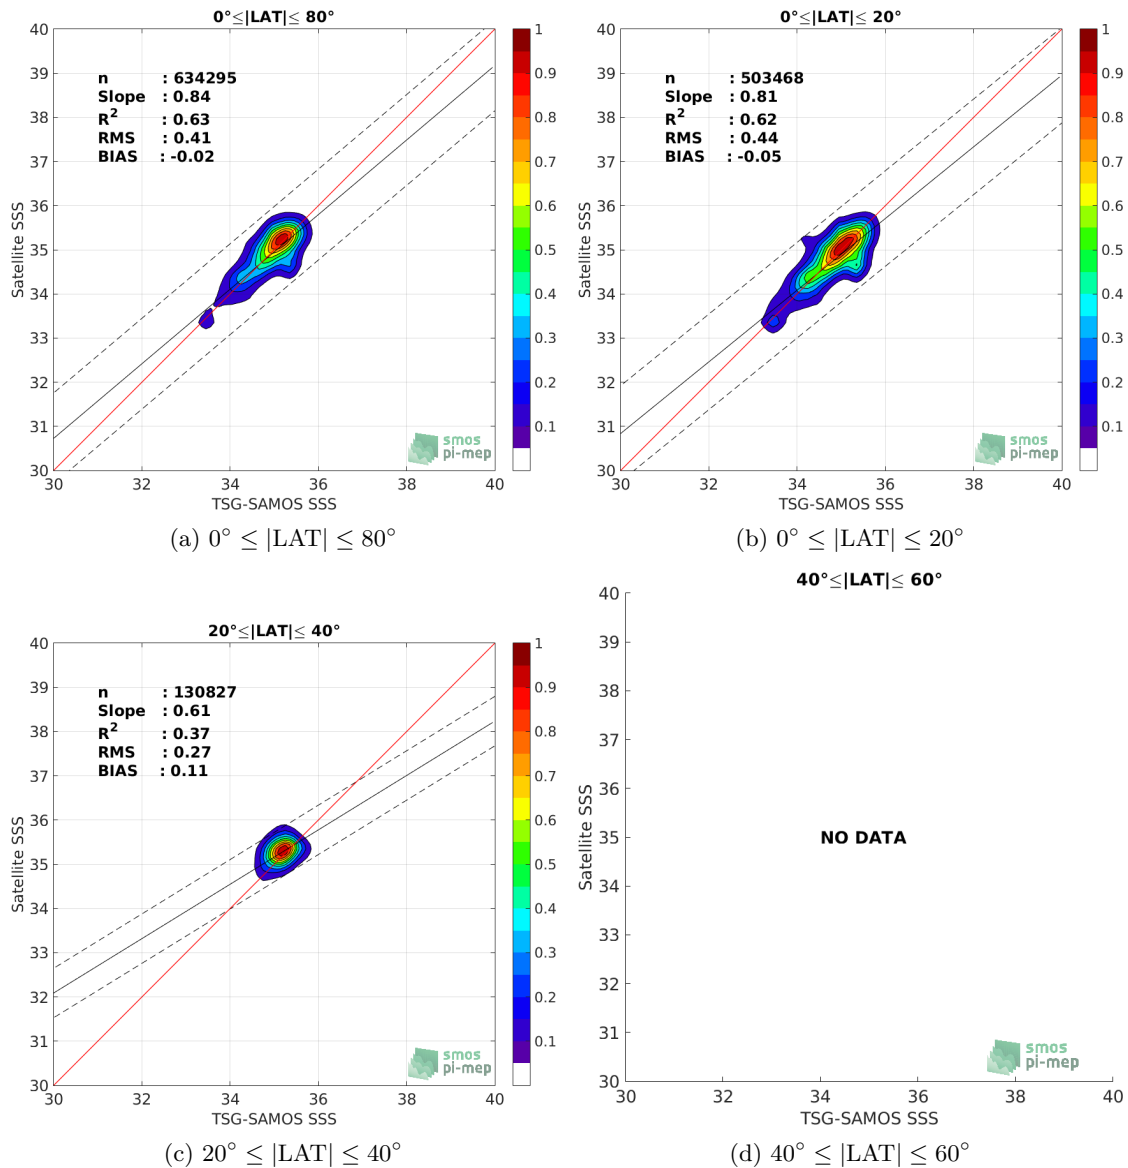 0°≤|LAT|≤ 80°
40
39
38
37
36
35
34
33
32
31
30
Satellite SSS
n : 634295
Slope : 0.84
R2 : 0.63
RMS : 0.41
BIAS : -0.02
smos
pi-mep
30 32 34 36 38 40
TSG-SAMOS SSS
1
0.9
0.8
0.7
0.6
0.5
0.4
0.3
0.2
0.1
(a) 0° ≤ |LAT| ≤ 80°
0°≤|LAT|≤ 20°
40
39
38
37
36
35
34
33
32
31
30
Satellite SSS
n : 503468
Slope : 0.81
R2 : 0.62
RMS : 0.44
BIAS : -0.05
smos
pi-mep
30 32 34 36 38 40
TSG-SAMOS SSS
1
0.9
0.8
0.7
0.6
0.5
0.4
0.3
0.2
0.1
(b) 0° ≤ |LAT| ≤ 20°
20°≤|LAT|≤ 40°
40
39
38
37
36
35
34
33
32
31
30
Satellite SSS
n : 130827
Slope : 0.61
R2 : 0.37
RMS : 0.27
BIAS : 0.11
smos
pi-mep
30 32 34 36 38 40
TSG-SAMOS SSS
1
0.9
0.8
0.7
0.6
0.5
0.4
0.3
0.2
0.1
(c) 20° ≤ |LAT| ≤ 40°
40°≤|LAT|≤ 60°
40
39
38
37
36
35
34
33
32
31
30
Satellite SSS
NO DATA
smos
pi-mep
30 32 34 36 38 40
TSG-SAMOS SSS
(d) 40° ≤ |LAT| ≤ 60°